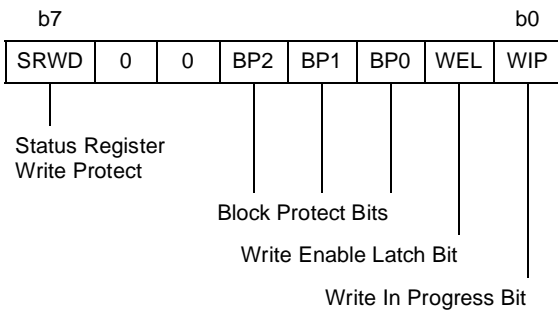 b7 b0
SRWD 0 0 BP2 BP1 BP0 WEL WIP
Status Register
Write Protect
Block Protect Bits
Write Enable Latch Bit
Write In Progress Bit